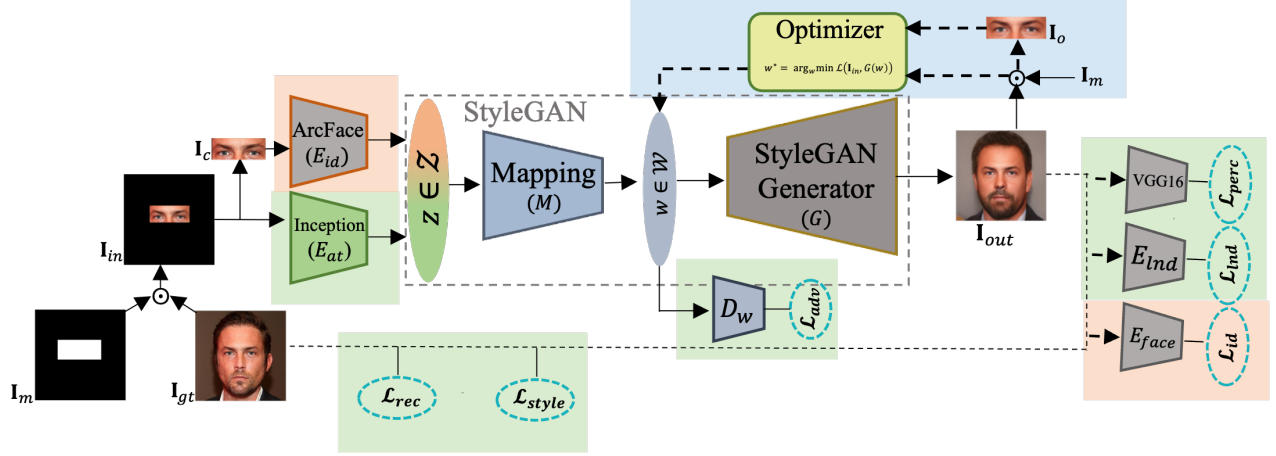 Optimizer
w* = arg_w min ℒ(I_in, G(w))
I_o
I_m
StyleGAN
ArcFace
(E_id)
I_c
z ∈ 𝒵
Mapping
(M)
w ∈ 𝒲
StyleGAN
Generator
(G)
I_out
VGG16
ℒ_perc
Inception
(E_at)
I_in
E_lnd
ℒ_lnd
D_w
ℒ_adv
E_face
ℒ_id
I_m
I_gt
ℒ_rec
ℒ_style